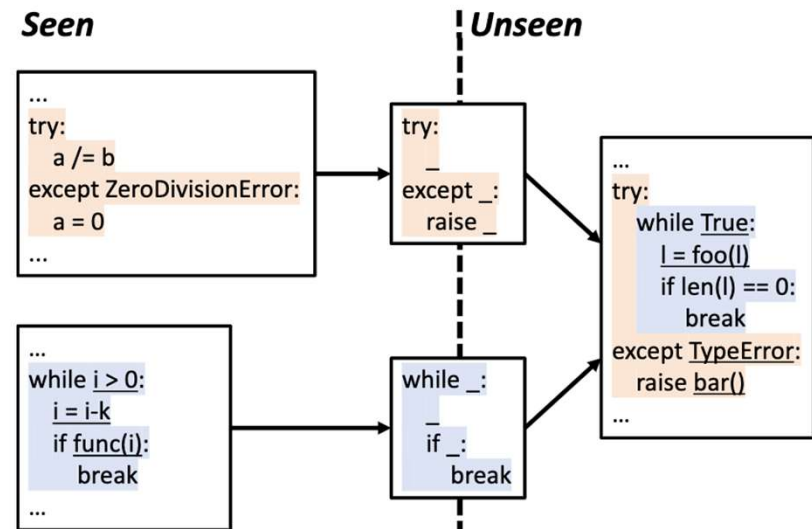 Seen
Unseen
...
try:
a /= b
except ZeroDivisionError:
a = 0
...
try:
_
except _:
raise _
...
try:
while True:
l = foo(l)
if len(l) == 0:
break
except TypeError:
raise bar()
...
...
while i > 0:
i = i-k
if func(i):
break
...
while _:
_
if _:
break